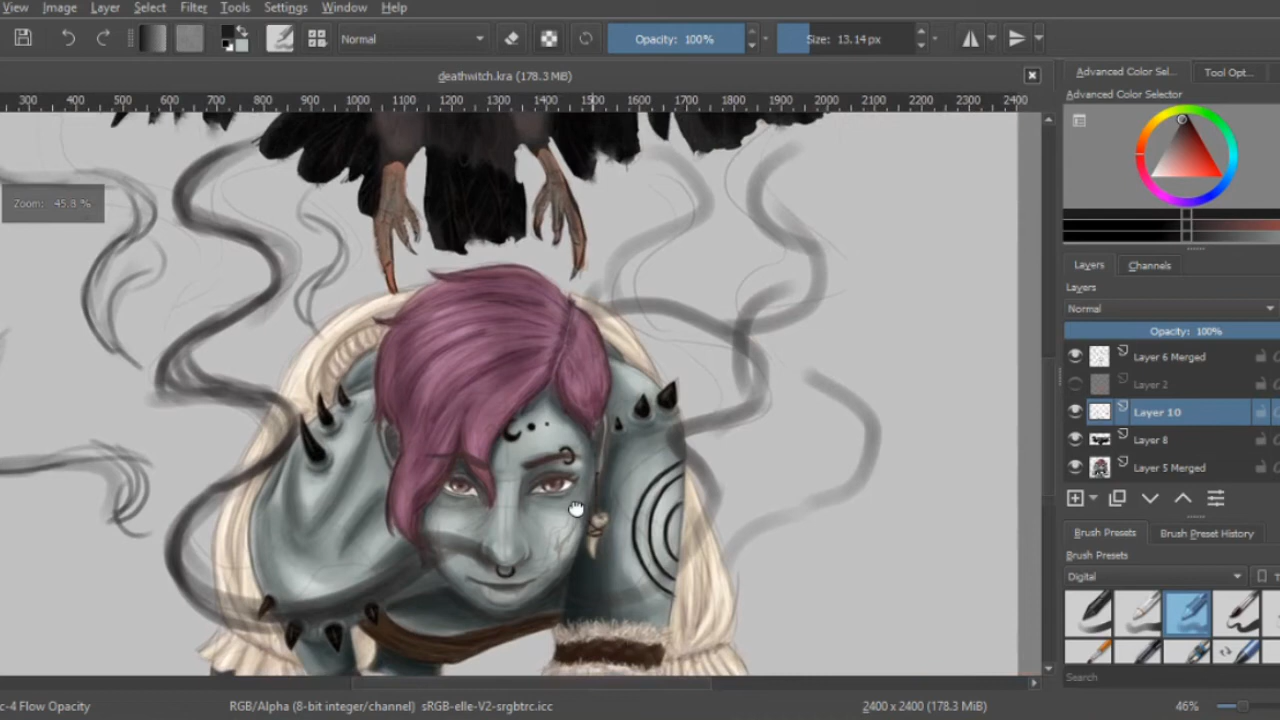 View Image Layer Select Filter Tools Settings Window Help
Normal Opacity: 100% Size: 13.14 px
deathwitch.kra (178.3 MiB)
Advanced Color Sel... Tool Opt...
Advanced Color Selector
300 400 500 600 700 800 900 1000 1100 1200 1300 1400 1500 1600 1700 1800 1900 2000 2100 2200 2300 2400
Zoom: 45.8 %
Layers Channels
Layers
Normal
Opacity: 100%
Layer 6 Merged
Layer 2
Layer 10
Layer 8
Layer 5 Merged
Brush Presets Brush Preset History
Brush Presets
Digital
Search
c-4 Flow Opacity RGB/Alpha (8-bit integer/channel) sRGB-elle-V2-srgbtrc.icc 2400 x 2400 (178.3 MiB) 46%